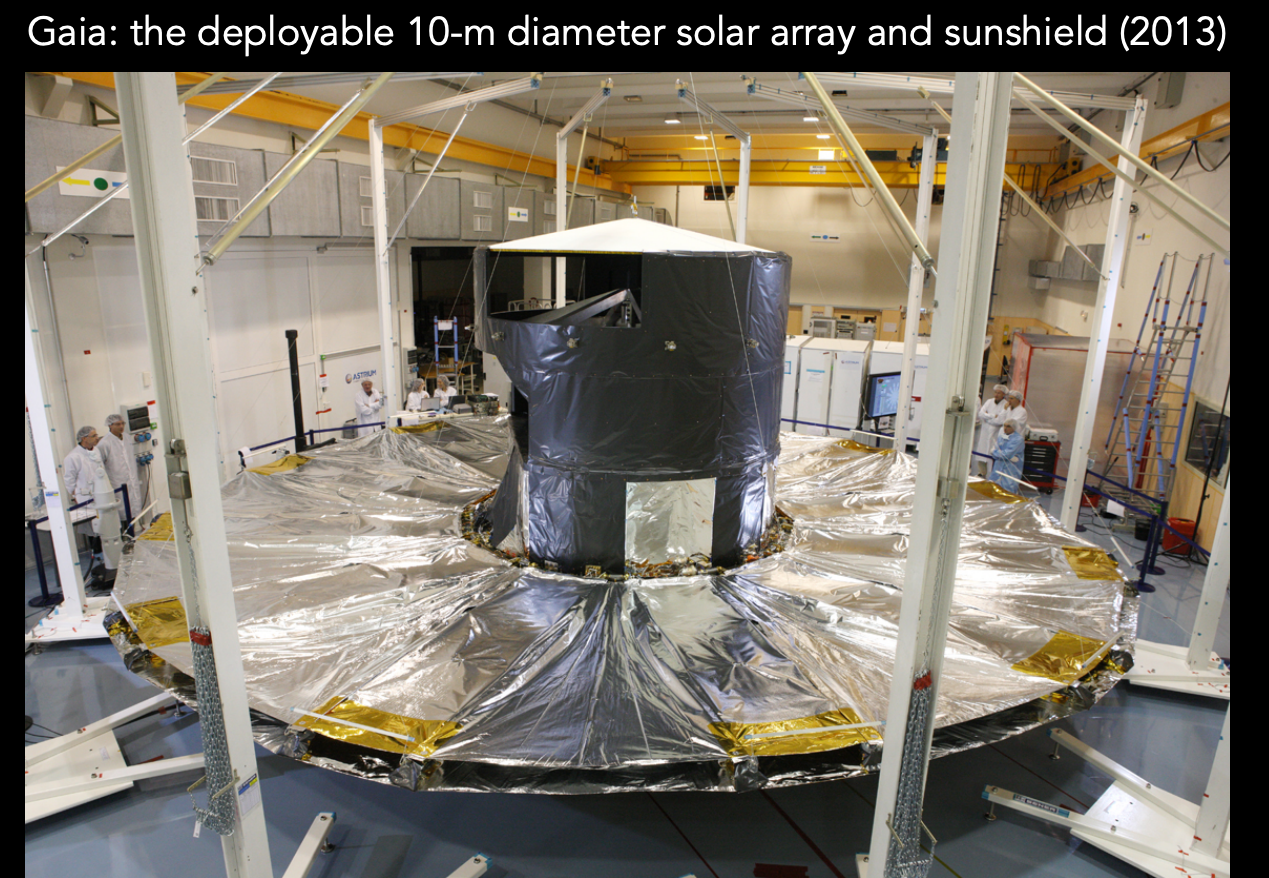 Gaia: the deployable 10-m diameter solar array and sunshield (2013)
ASTRIUM